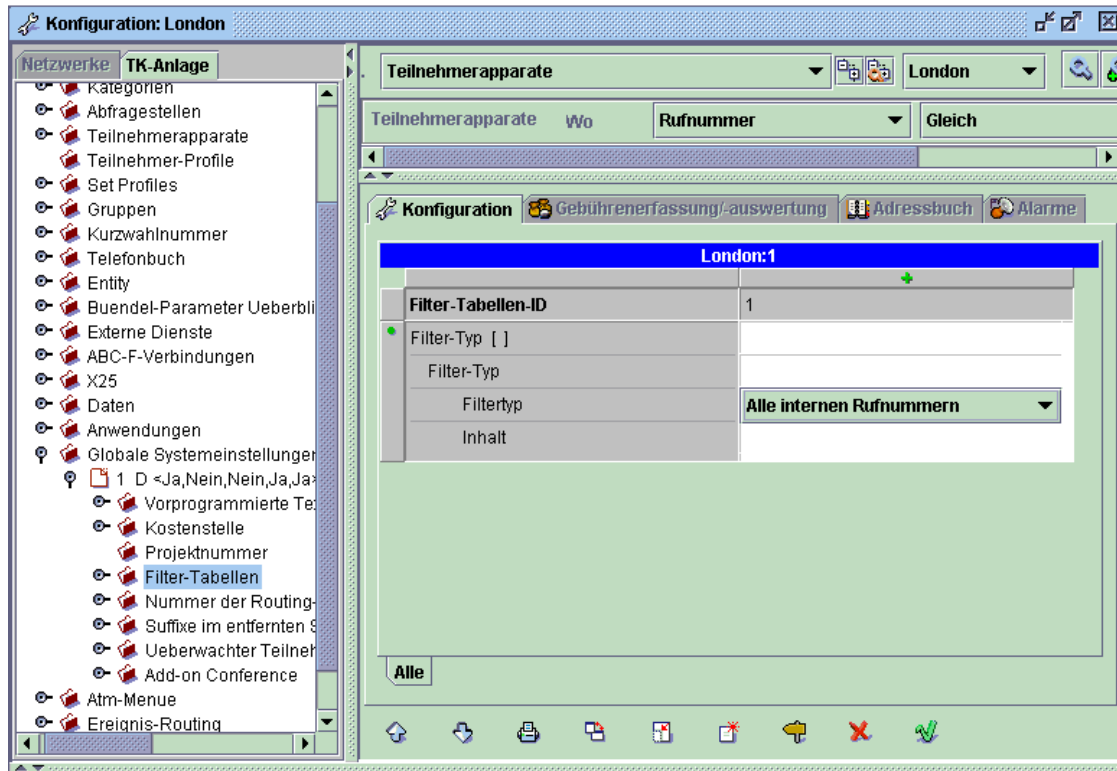 Konfiguration: London
Netzwerke TK-Anlage
Kategorien
Abfragestellen
Teilnehmerapparate
Teilnehmer-Profile
Set Profiles
Gruppen
Kurzwahlnummer
Telefonbuch
Entity
Buendel-Parameter Ueberbli
Externe Dienste
ABC-F-Verbindungen
X25
Daten
Anwendungen
Globale Systemeinstellunger
1 D <Ja,Nein,Nein,Ja,Ja>
Vorprogrammierte Te
Kostenstelle
Projektnummer
Filter-Tabellen
Nummer der Routing-
Suffixe im entfernten S
Ueberwachter Teilneh
Add-on Conference
Atm-Menue
Ereignis-Routing
Teilnehmerapparate London
Teilnehmerapparate Wo Rufnummer Gleich
Konfiguration Gebührenerfassung/-auswertung Adressbuch Alarme
London:1
Filter-Tabellen-ID 1
Filter-Typ [ ]
Filter-Typ
Filtertyp Alle internen Rufnummern
Inhalt
Alle